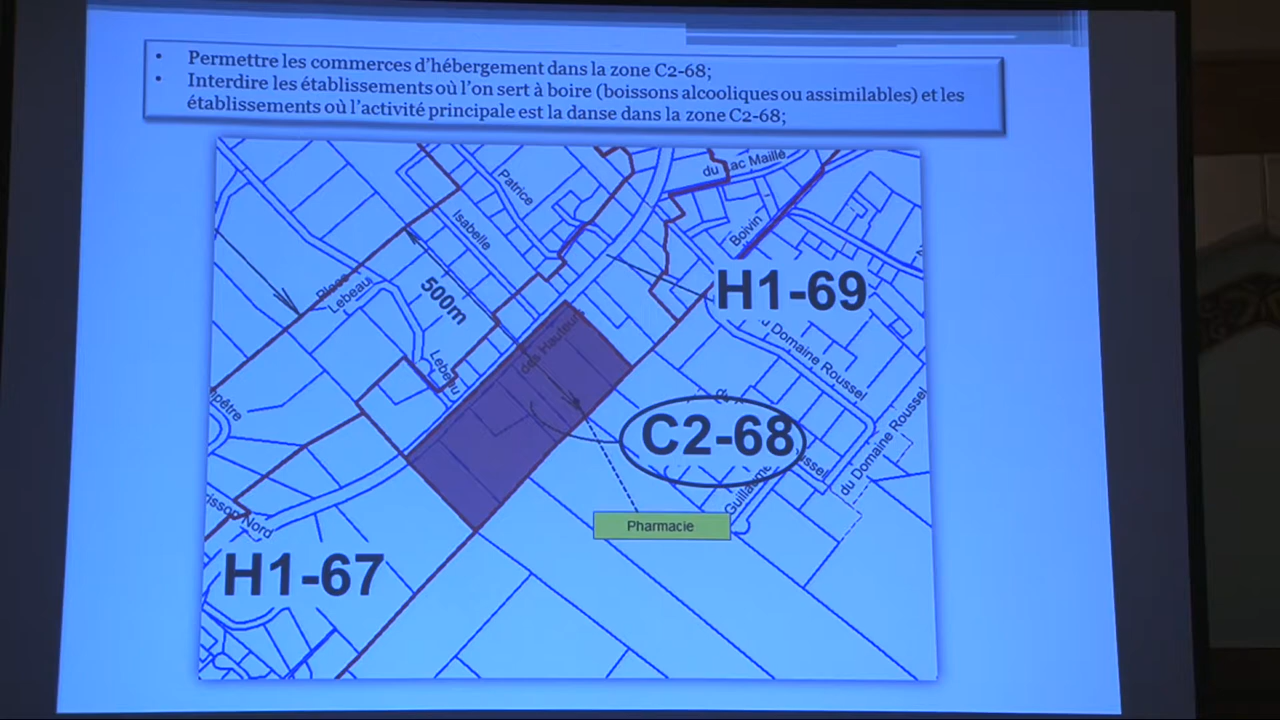 • Permettre les commerces d'hébergement dans la zone C2-68;
• Interdire les établissements où l'on sert à boire (boissons alcooliques ou assimilables) et les
établissements où l'activité principale est la danse dans la zone C2-68;
du Lac Maillé
Patrice
Isabelle
Boivin
Place
Lebeau
500m
H1-69
des Hauteurs
du Domaine Roussel
Lebeau
C2-68
du Domaine Roussel
Guillaume
Pharmacie
Nord
H1-67